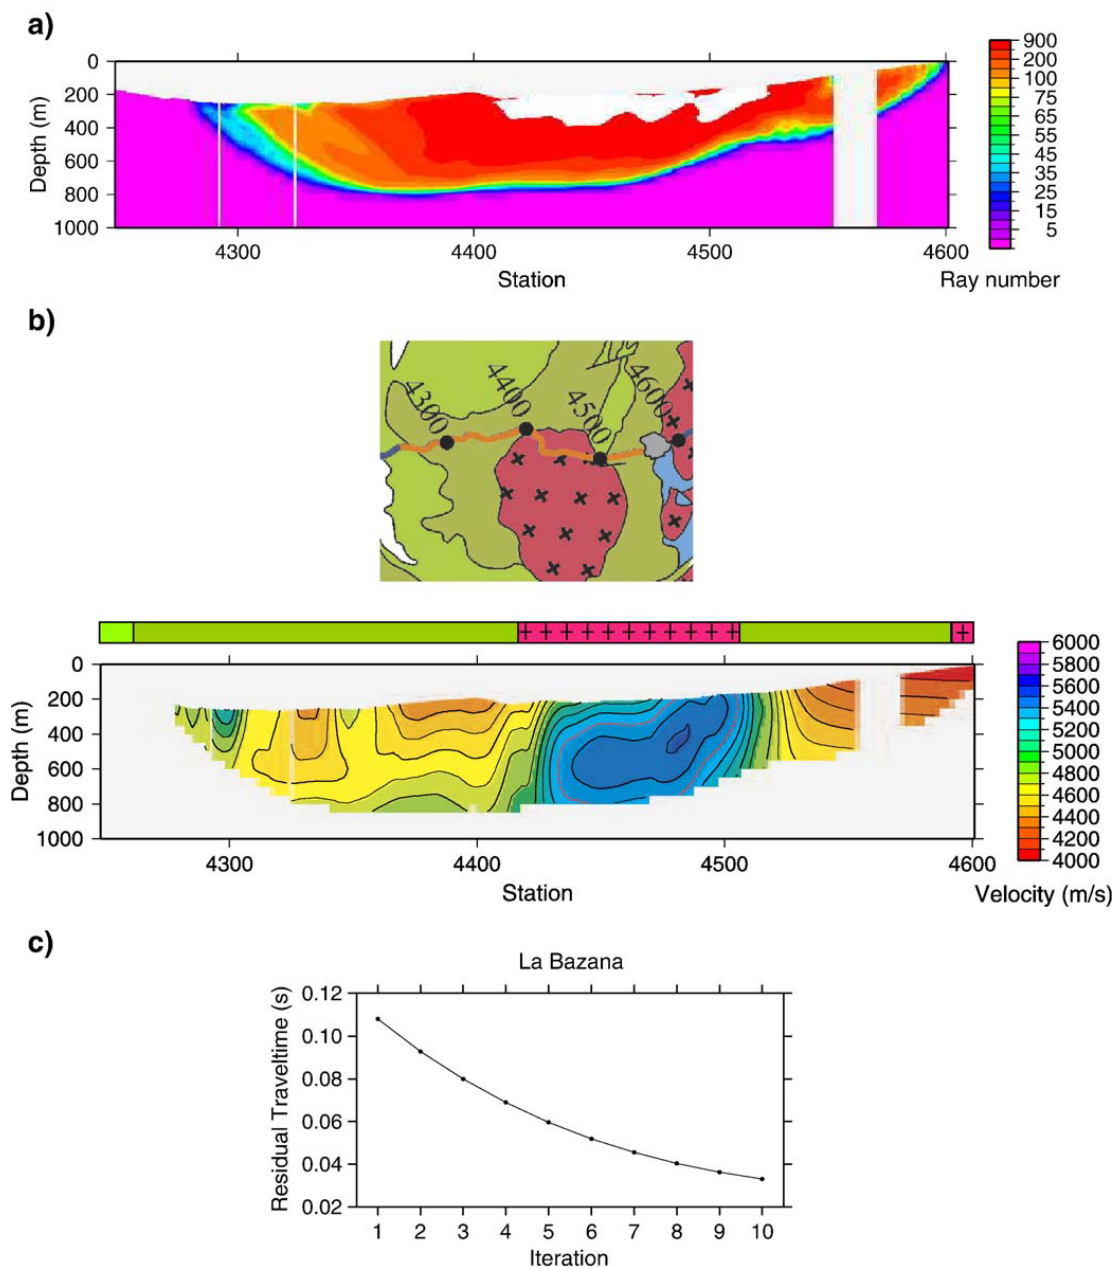 a)
0
200
400
600
800
1000
Depth (m)
4300 4400 4500 4600
Station
900
200
100
75
65
55
45
35
25
15
5
Ray number
b)
4300
4400
4500
4600
0
200
400
600
800
1000
Depth (m)
4300 4400 4500 4600
Station
6000
5800
5600
5400
5200
5000
4800
4600
4400
4200
4000
Velocity (m/s)
c)
La Bazana
0.12
0.10
0.08
0.06
0.04
0.02
Residual Traveltime (s)
1 2 3 4 5 6 7 8 9 10
Iteration